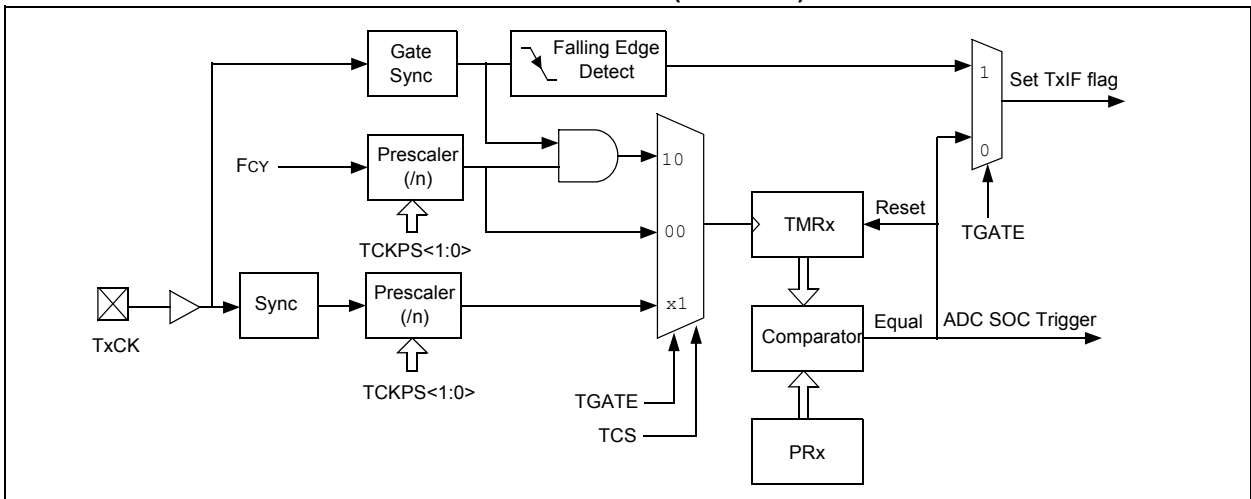 Gate
Sync
Falling Edge
Detect
1
Set TxIF flag
0
TGATE
FCY
Prescaler
(/n)
TCKPS<1:0>
10
00
x1
TMRx
Reset
TxCK
Sync
Prescaler
(/n)
TCKPS<1:0>
Comparator
Equal
ADC SOC Trigger
TGATE
TCS
PRx